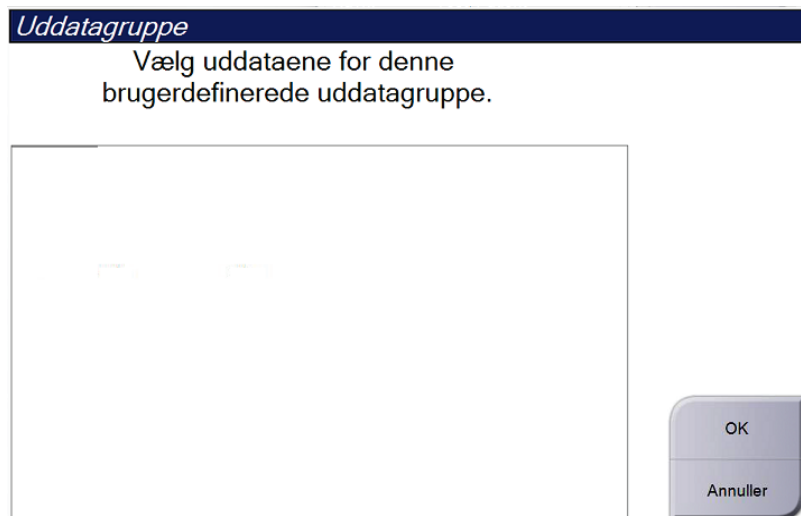 Uddatagruppe
Vælg uddataene for denne
brugerdefinerede uddatagruppe.
OK
Annuller